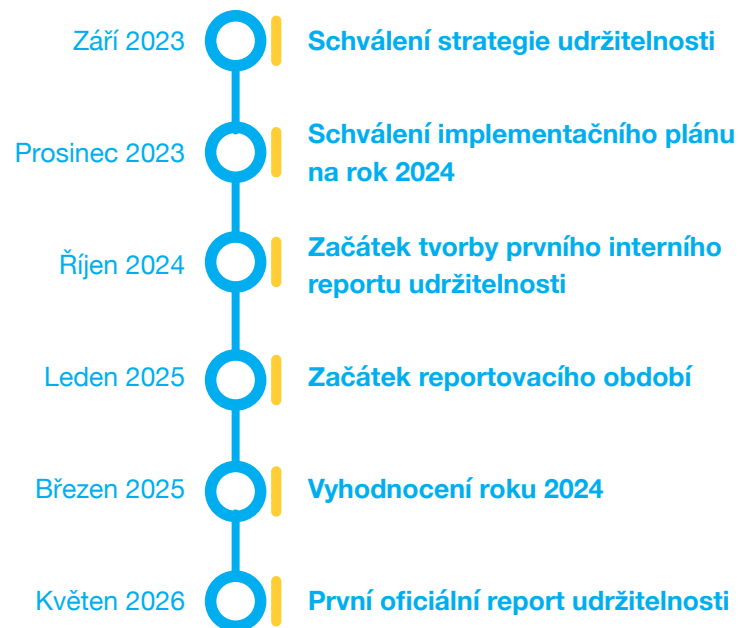 Září 2023
Schválení strategie udržitelnosti
Prosinec 2023
Schválení implementačního plánu
na rok 2024
Říjen 2024
Začátek tvorby prvního interního
reportu udržitelnosti
Leden 2025
Začátek reportovacího období
Březen 2025
Vyhodnocení roku 2024
Květen 2026
První oficiální report udržitelnosti